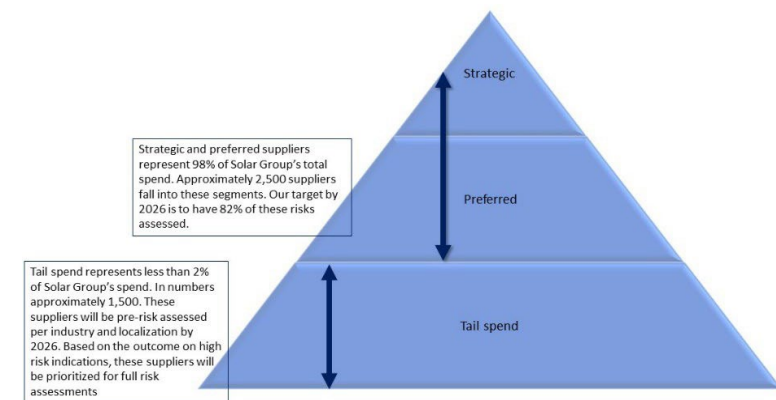 Strategic
Strategic and preferred suppliers
represent 98% of Solar Group's total
spend. Approximately 2,500 suppliers
fall into these segments. Our target by
2026 is to have 82% of these risks
assessed.
Preferred
Tail spend represents less than 2%
of Solar Group's spend. In numbers
approximately 1,500. These
suppliers will be pre-risk assessed
per industry and localization by
2026. Based on the outcome on high
risk indications, these suppliers will
be prioritized for full risk
assessments
Tail spend